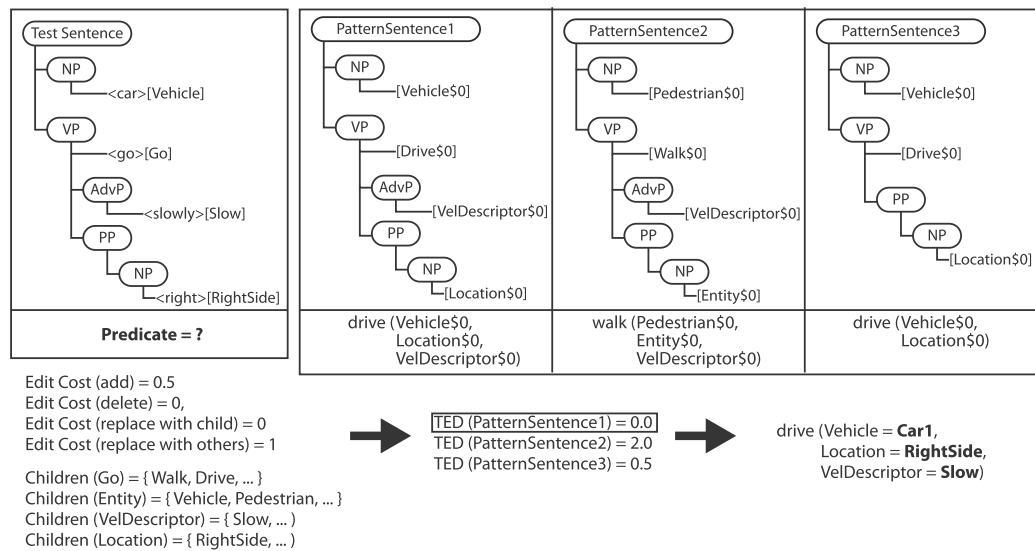 Test Sentence
NP
<car>[Vehicle]
VP
<go>[Go]
AdvP
<slowly>[Slow]
PP
NP
<right>[RightSide]
Predicate = ?
PatternSentence1
NP
[Vehicle$0]
VP
[Drive$0]
AdvP
[VelDescriptor$0]
PP
NP
[Location$0]
drive (Vehicle$0,
Location$0,
VelDescriptor$0)
PatternSentence2
NP
[Pedestrian$0]
VP
[Walk$0]
AdvP
[VelDescriptor$0]
PP
NP
[Entity$0]
walk (Pedestrian$0,
Entity$0,
VelDescriptor$0)
PatternSentence3
NP
[Vehicle$0]
VP
[Drive$0]
PP
NP
[Location$0]
drive (Vehicle$0,
Location$0)
Edit Cost (add) = 0.5
Edit Cost (delete) = 0,
Edit Cost (replace with child) = 0
Edit Cost (replace with others) = 1
Children (Go) = { Walk, Drive, ... }
Children (Entity) = { Vehicle, Pedestrian, ... }
Children (VelDescriptor) = { Slow, ... )
Children (Location) = { RightSide, ... )
TED (PatternSentence1) = 0.0
TED (PatternSentence2) = 2.0
TED (PatternSentence3) = 0.5
drive (Vehicle = Car1,
Location = RightSide,
VelDescriptor = Slow)